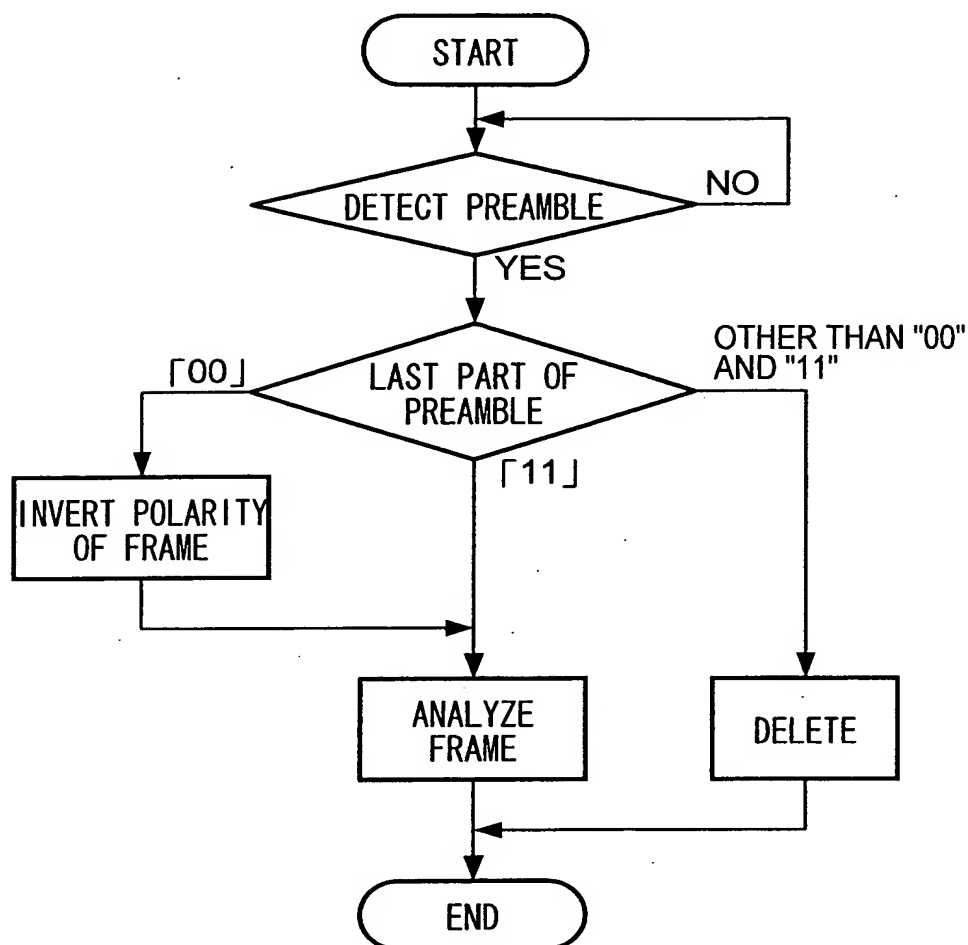 START
DETECT PREAMBLE
NO
YES
OTHER THAN "00"
AND "11"
「00」
LAST PART OF
PREAMBLE
「11」
INVERT POLARITY
OF FRAME
ANALYZE
FRAME
DELETE
END